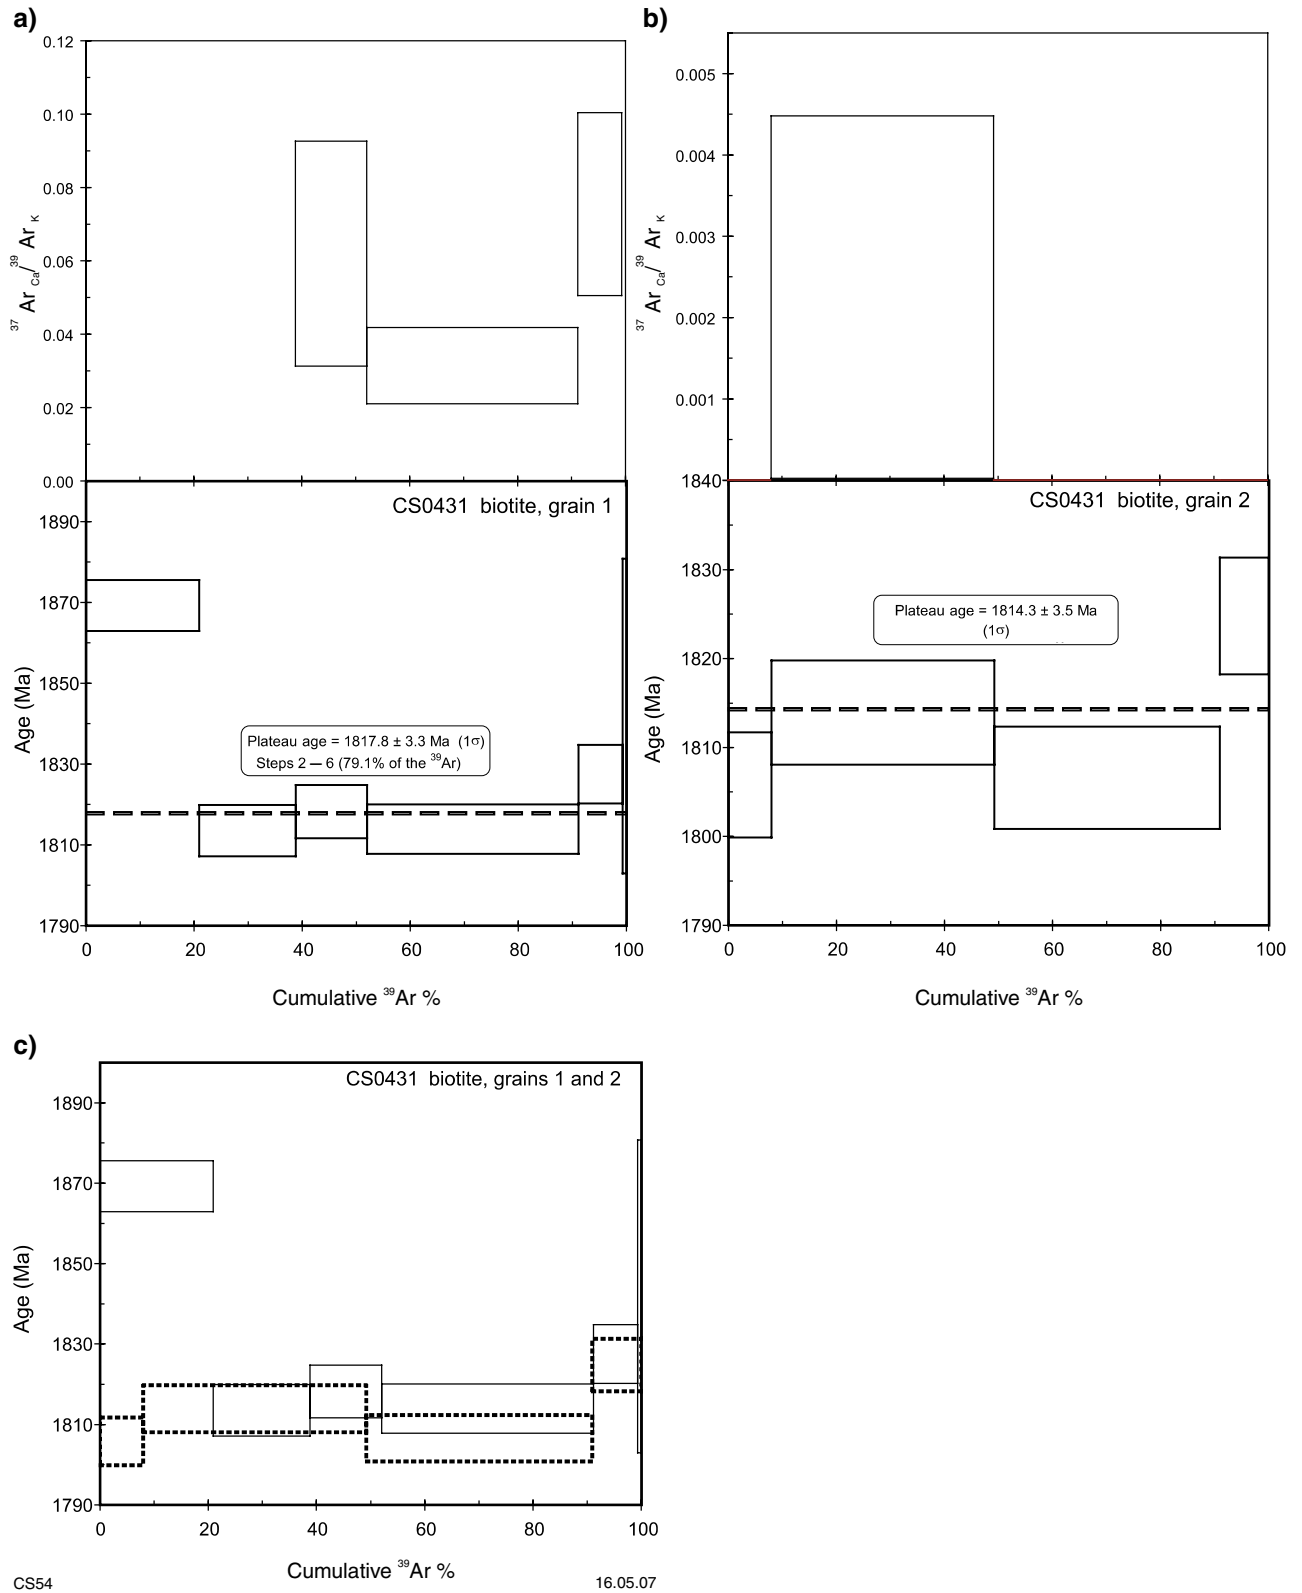 a)
0.12
0.10
0.08
0.06
0.04
0.02
0.00
³⁷Ar Ca/³⁹Ar K
CS0431 biotite, grain 1
1890
1870
1850
1830
1810
1790
Age (Ma)
Plateau age = 1817.8 ± 3.3 Ma (1σ)
Steps 2 — 6 (79.1% of the ³⁹Ar)
0 20 40 60 80 100
Cumulative ³⁹Ar %
b)
0.005
0.004
0.003
0.002
0.001
³⁷Ar Ca/³⁹Ar K
CS0431 biotite, grain 2
1840
1830
1820
1810
1800
1790
Age (Ma)
Plateau age = 1814.3 ± 3.5 Ma
(1σ)
0 20 40 60 80 100
Cumulative ³⁹Ar %
c)
CS0431 biotite, grains 1 and 2
1890
1870
1850
1830
1810
1790
Age (Ma)
0 20 40 60 80 100
Cumulative ³⁹Ar %
CS54
16.05.07